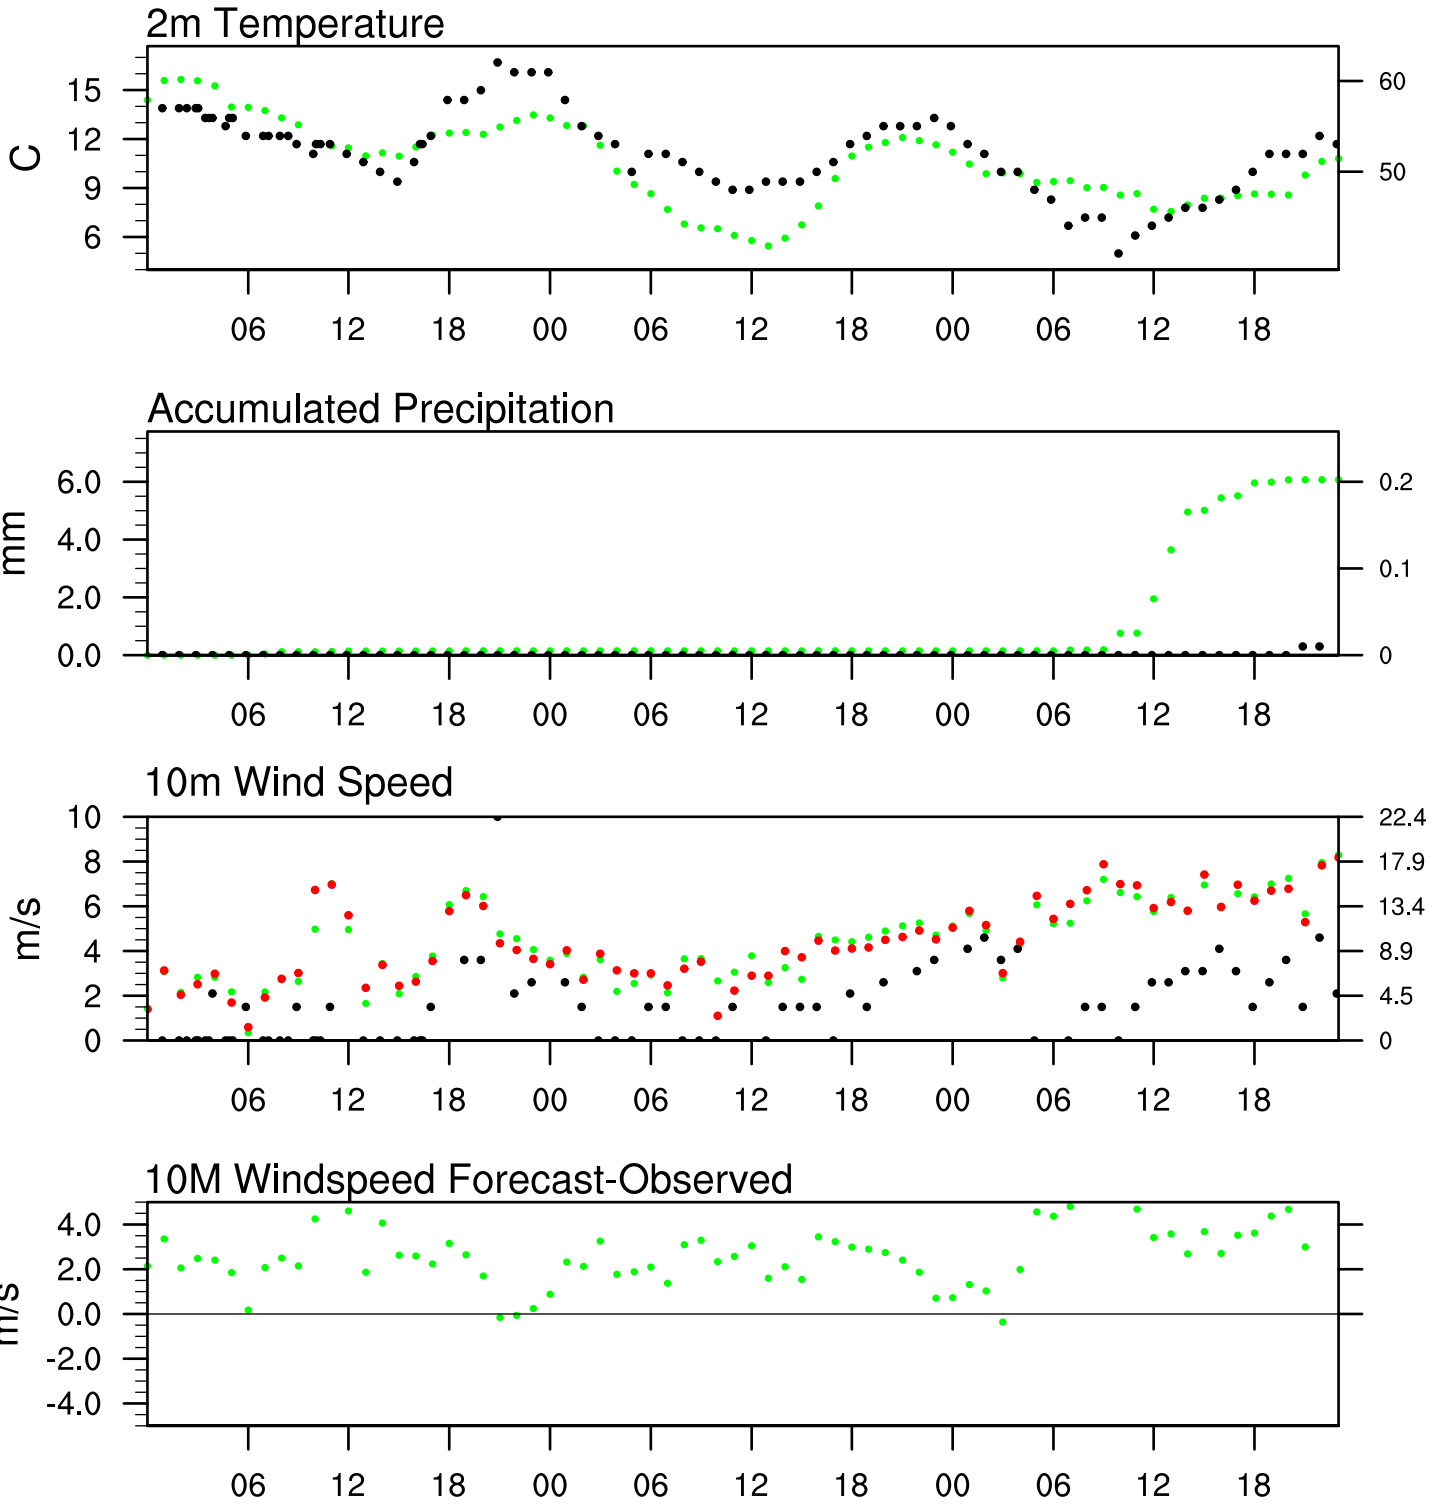 2m Temperature
15
12
9
6
C
60
50
06 12 18 00 06 12 18 00 06 12 18
Accumulated Precipitation
6.0
4.0
2.0
0.0
mm
0.2
0.1
0
06 12 18 00 06 12 18 00 06 12 18
10m Wind Speed
10
8
6
4
2
0
m/s
22.4
17.9
13.4
8.9
4.5
0
06 12 18 00 06 12 18 00 06 12 18
10M Windspeed Forecast-Observed
4.0
2.0
0.0
-2.0
-4.0
m/s
06 12 18 00 06 12 18 00 06 12 18